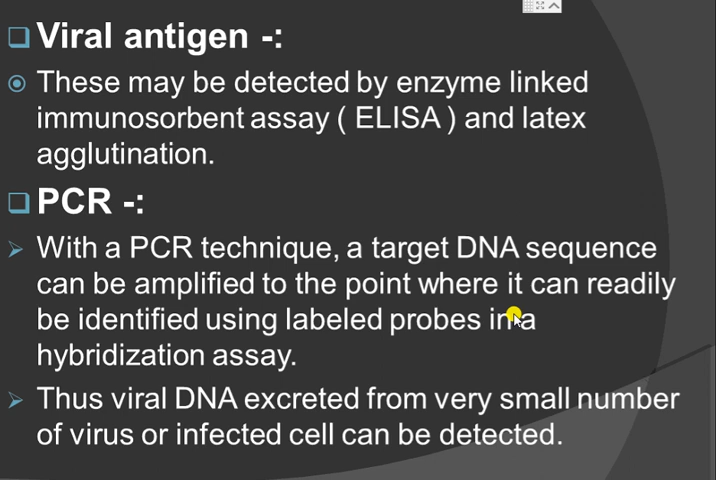 Viral antigen -:
These may be detected by enzyme linked
immunosorbent assay ( ELISA ) and latex
agglutination.
PCR -:
With a PCR technique, a target DNA sequence
can be amplified to the point where it can readily
be identified using labeled probes in a
hybridization assay.
Thus viral DNA excreted from very small number
of virus or infected cell can be detected.